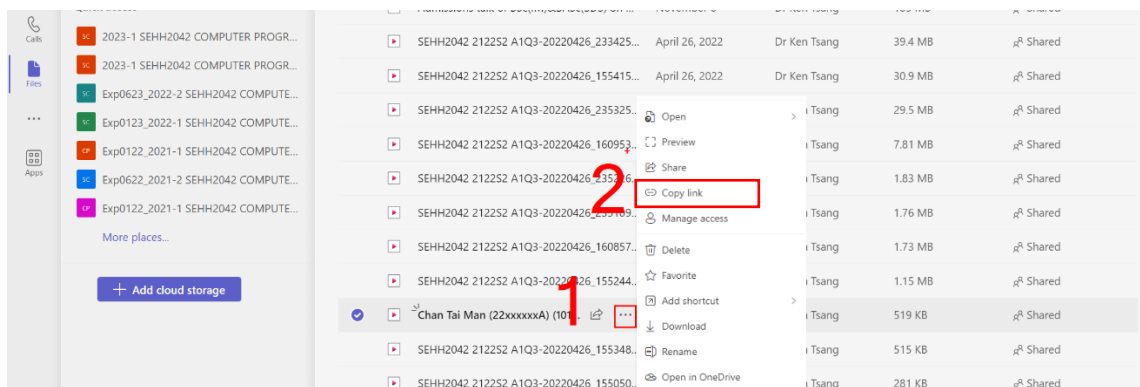 Calls
Files
Apps
2023-1 SEHH2042 COMPUTER PROGR...
2023-1 SEHH2042 COMPUTER PROGR...
Exp0623_2022-2 SEHH2042 COMPUTE...
Exp0123_2022-1 SEHH2042 COMPUTE...
Exp0122_2021-1 SEHH2042 COMPUTE...
Exp0622_2021-2 SEHH2042 COMPUTE...
Exp0122_2021-1 SEHH2042 COMPUTE...
More places...
+ Add cloud storage
SEHH2042 2122S2 A1Q3-20220426_233425... April 26, 2022 Dr Ken Tsang 39.4 MB Shared
SEHH2042 2122S2 A1Q3-20220426_155415... April 26, 2022 Dr Ken Tsang 30.9 MB Shared
SEHH2042 2122S2 A1Q3-20220426_235325... Tsang 29.5 MB Shared
SEHH2042 2122S2 A1Q3-20220426_160953... Tsang 7.81 MB Shared
SEHH2042 2122S2 A1Q3-20220426_235226... Tsang 1.83 MB Shared
SEHH2042 2122S2 A1Q3-20220426 Tsang 1.76 MB Shared
SEHH2042 2122S2 A1Q3-20220426_160857... Tsang 1.73 MB Shared
SEHH2042 2122S2 A1Q3-20220426_155244... Tsang 1.15 MB Shared
Chan Tai Man (22xxxxxxA) (101... Tsang 519 KB Shared
SEHH2042 2122S2 A1Q3-20220426_155348... Tsang 515 KB Shared
SEHH2042 2122S2 A1Q3-20220426_155050... Tsang 281 KB Shared
Open
Preview
Share
Copy link
Manage access
Delete
Favorite
Add shortcut
Download
Rename
Open in OneDrive
1
2